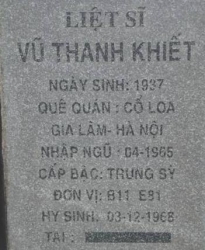 LIỆT SĨ
VŨ THANH KHIẾT
NGÀY SINH: 1937
QUÊ QUÁN : CỔ LOA
GIA LÂM- HÀ NỘI
NHẬP NGŨ : 04-1965
CẤP BẬC: TRUNG SỸ
ĐƠN VỊ: B11 E81
HY SINH. 03-12-1968
TẠI :